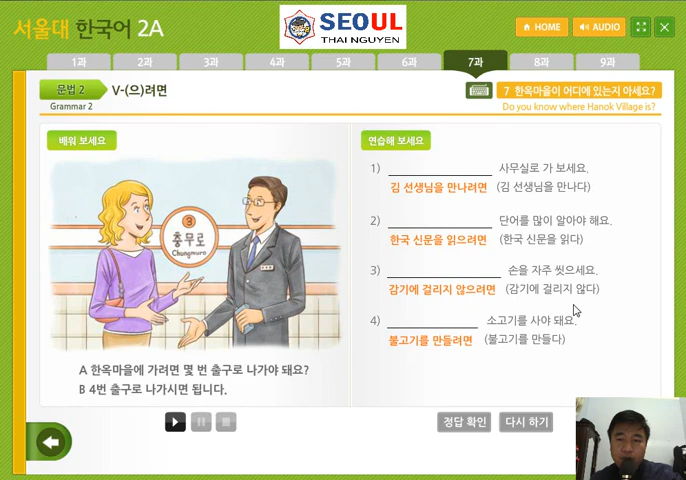 서울대 한국어 2A
SEOUL
THAI NGUYEN
HOME
AUDIO
1과
2과
3과
4과
5과
6과
7과
8과
9과
문법 2
V-(으)려면
7 한옥마을이 어디에 있는지 아세요?
Grammar 2
Do you know where Hanok Village is?
배워 보세요
3
충무로
Chungmuro
A 한옥마을에 가려면 몇 번 출구로 나가야 돼요?
B 4번 출구로 나가시면 됩니다.
연습해 보세요
1) 사무실로 가 보세요.
김 선생님을 만나려면 (김 선생님을 만나다)
2) 단어를 많이 알아야 해요.
한국 신문을 읽으려면 (한국 신문을 읽다)
3) 손을 자주 씻으세요.
감기에 걸리지 않으려면 (감기에 걸리지 않다)
4) 소고기를 사야 돼요.
불고기를 만들려면 (불고기를 만들다)
정답 확인
다시 하기